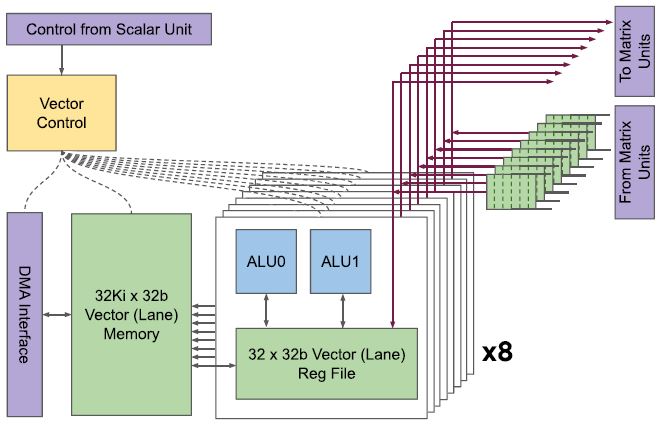 Control from Scalar Unit
Vector
Control
To Matrix
Units
From Matrix
Units
DMA Interface
32Ki x 32b
Vector (Lane)
Memory
ALU0
ALU1
32 x 32b Vector (Lane)
Reg File
x8